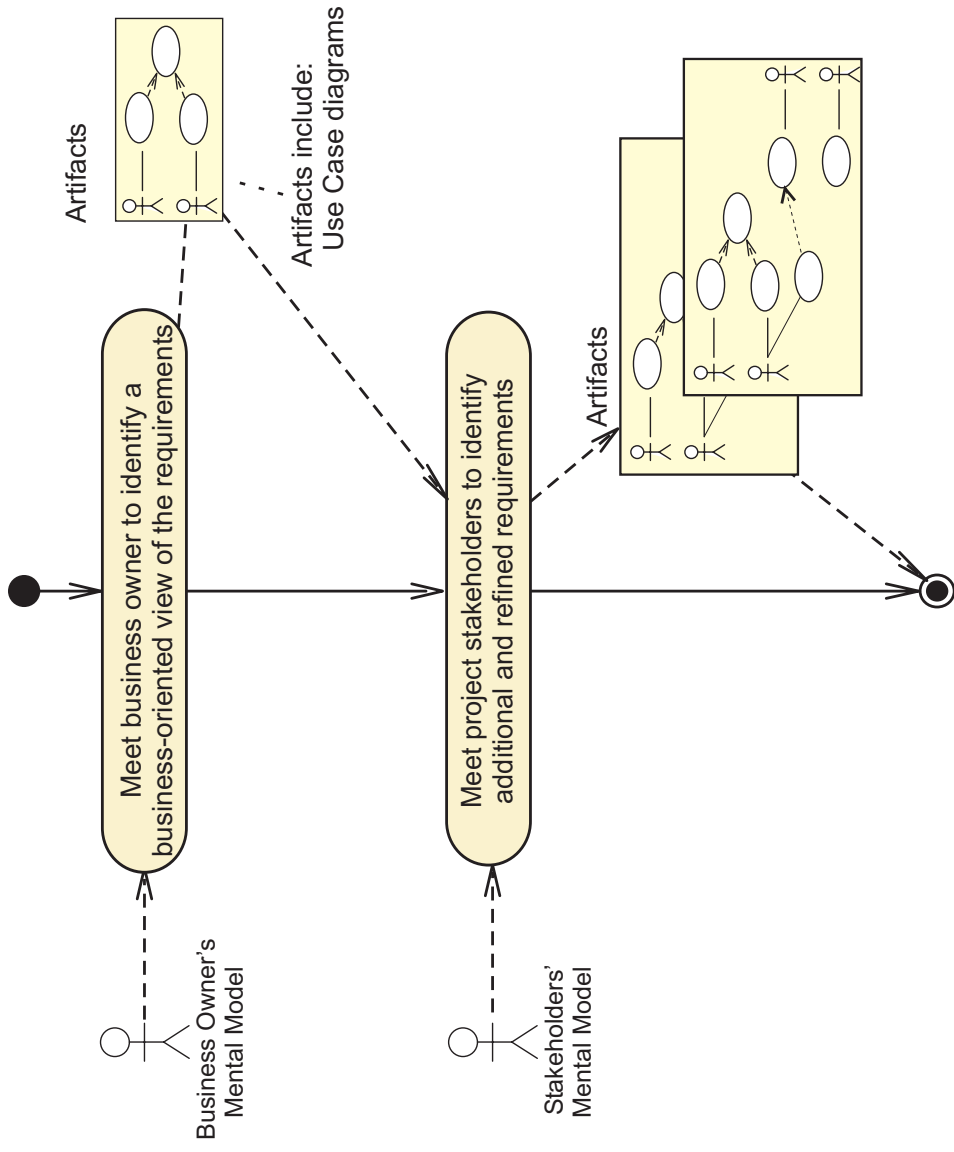 Artifacts
Artifacts include:
Use Case diagrams
Meet business owner to identify a
business-oriented view of the requirements
Business Owner's
Mental Model
Meet project stakeholders to identify
additional and refined requirements
Stakeholders’
Mental Model
Artifacts